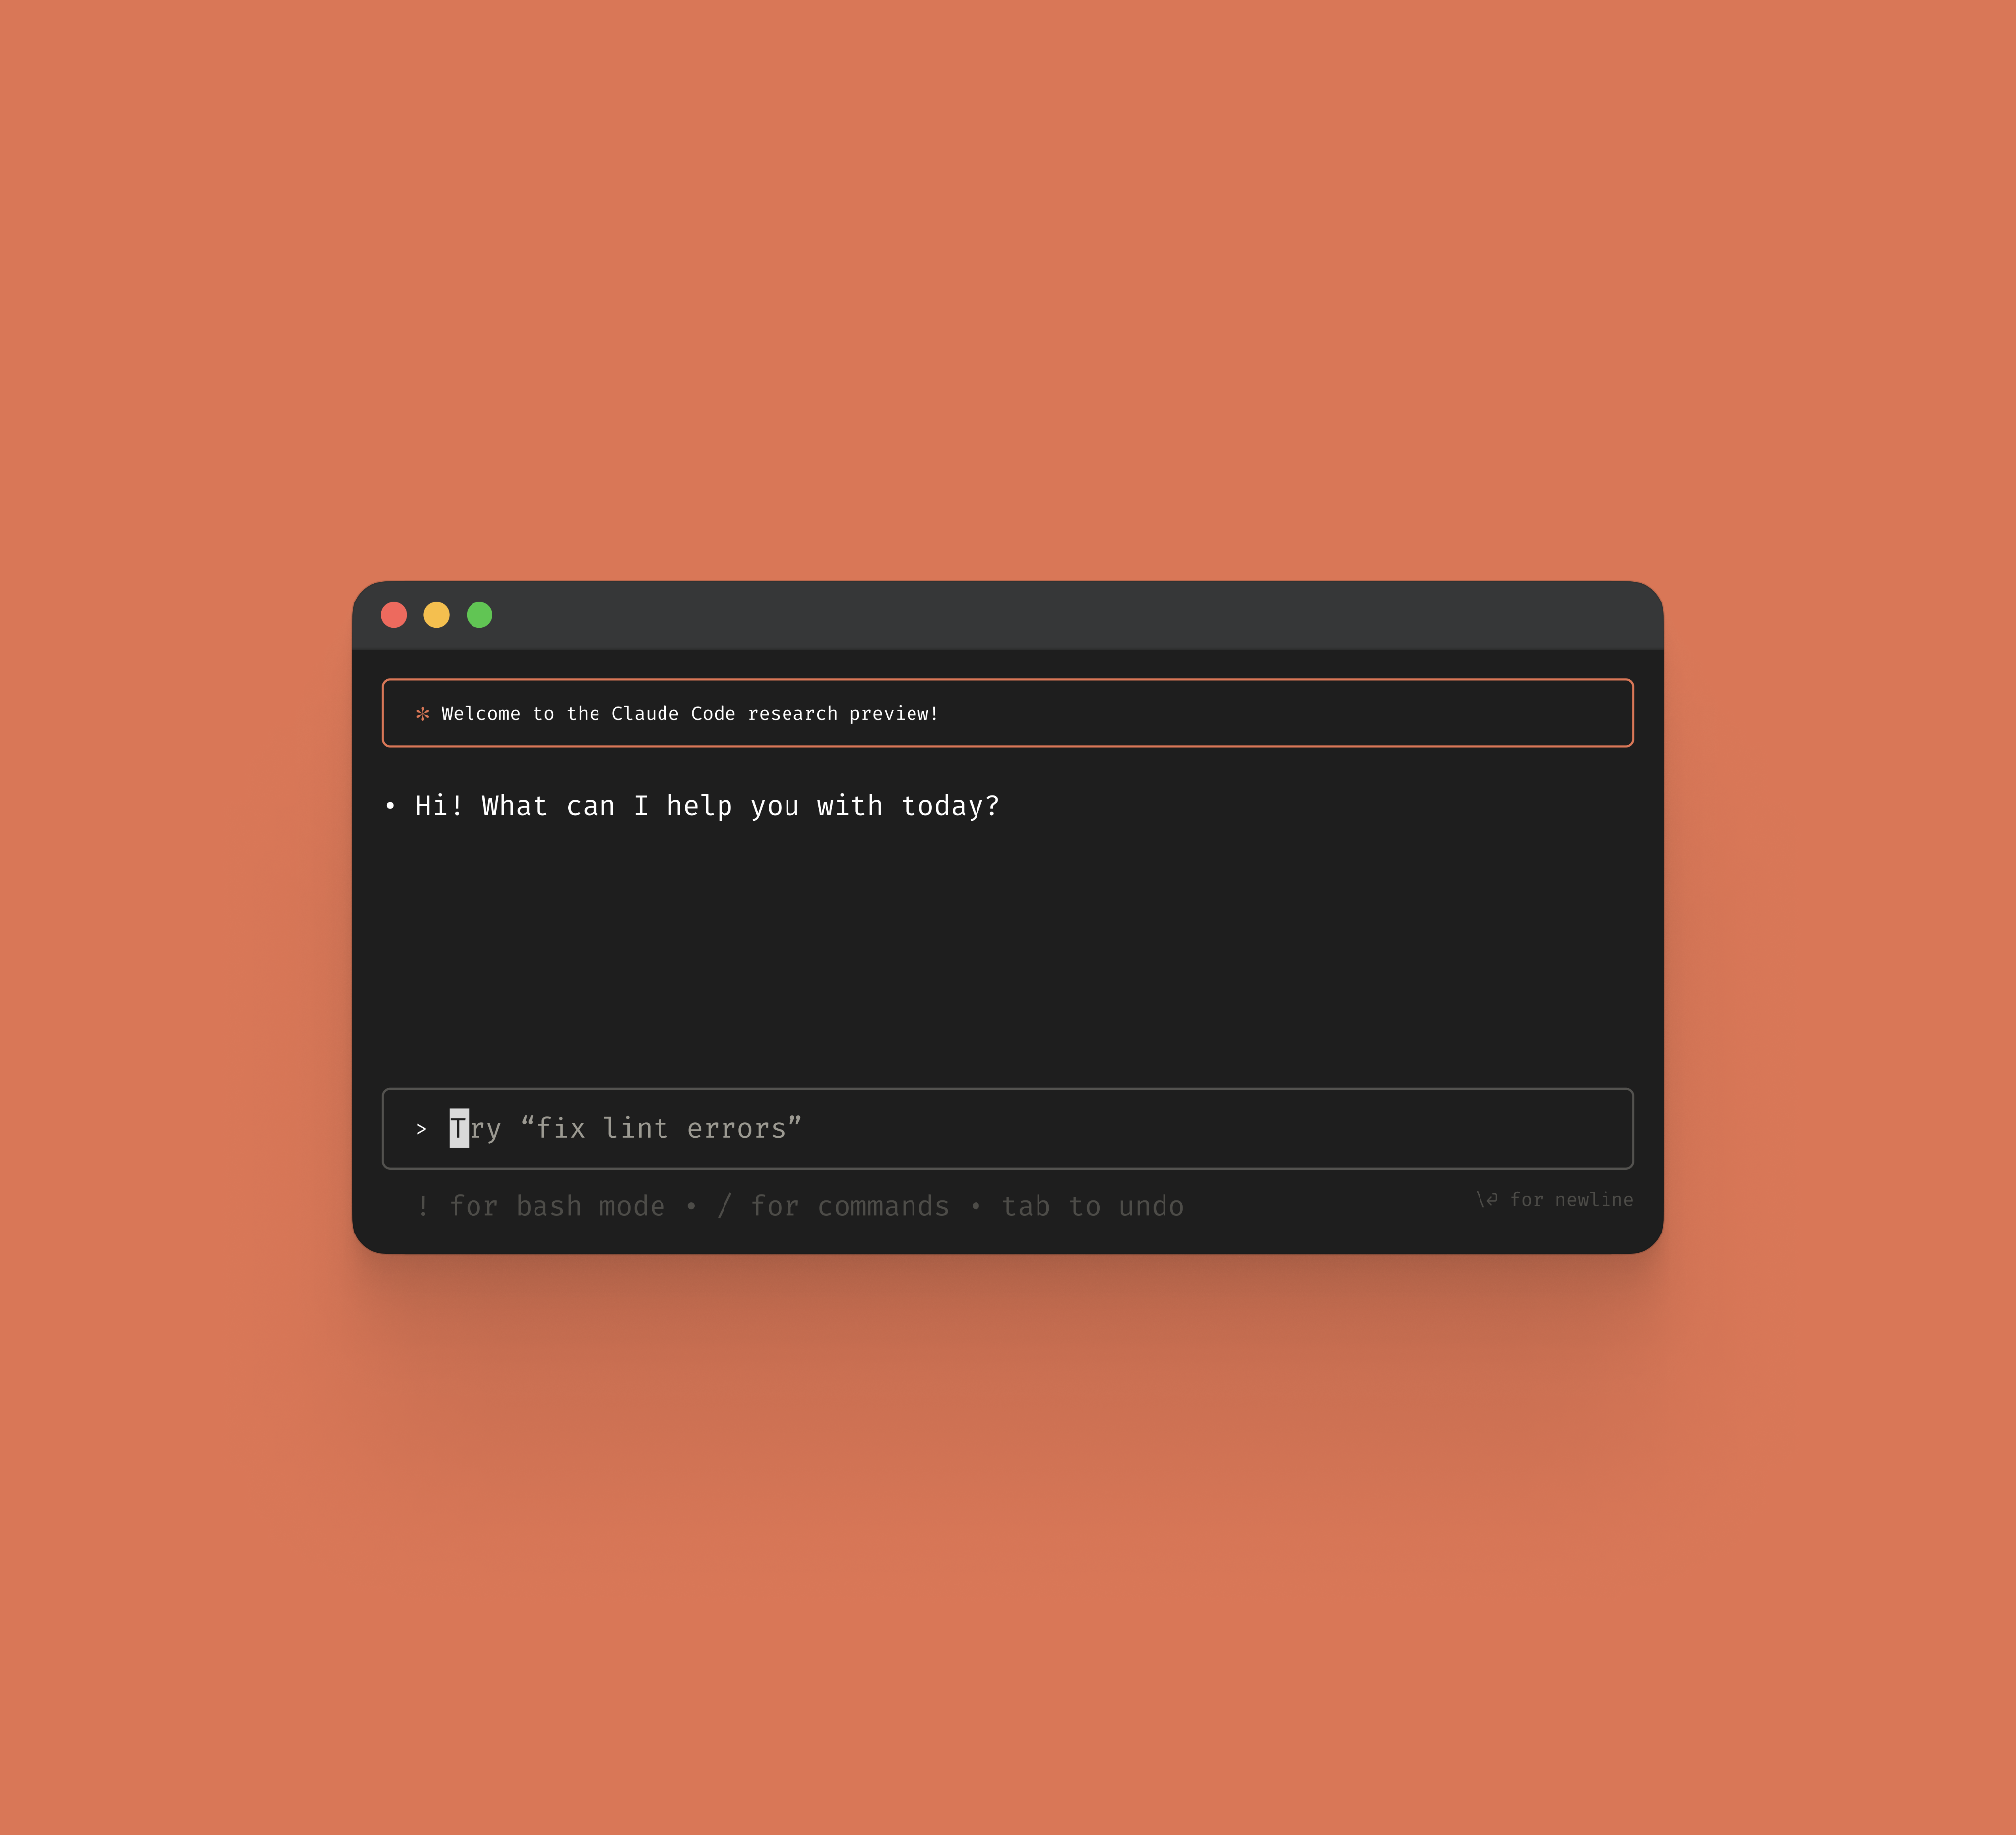 ✻ Welcome to the Claude Code research preview!
• Hi! What can I help you with today?
> Try “fix lint errors”
! for bash mode • / for commands • tab to undo
\⏎ for newline